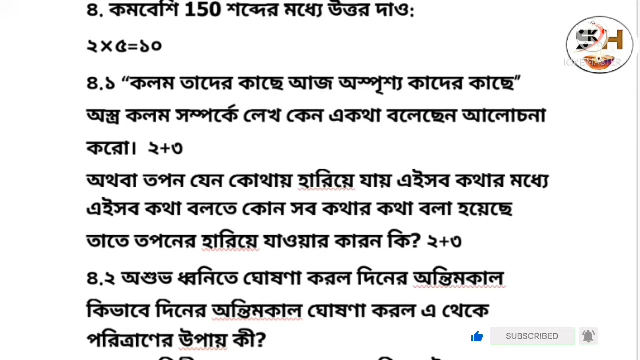 ৪. কমবেশি 150 শব্দের মধ্যে উত্তর দাও:
২×৫=১০
৪.১ “কলম তাদের কাছে আজ অস্পৃশ্য কাদের কাছে”
অস্ত্র কলম সম্পর্কে লেখ কেন একথা বলেছেন আলোচনা
করো। ২+৩
অথবা তপন যেন কোথায় হারিয়ে যায় এইসব কথার মধ্যে
এইসব কথা বলতে কোন সব কথার কথা বলা হয়েছে
তাতে তপনের হারিয়ে যাওয়ার কারন কি? ২+৩
৪.২ অশুভ ধ্বনিতে ঘোষণা করল দিনের অন্তিমকাল
কিভাবে দিনের অন্তিমকাল ঘোষণা করল এ থেকে
পরিত্রাণের উপায় কী?
SUBSCRIBED